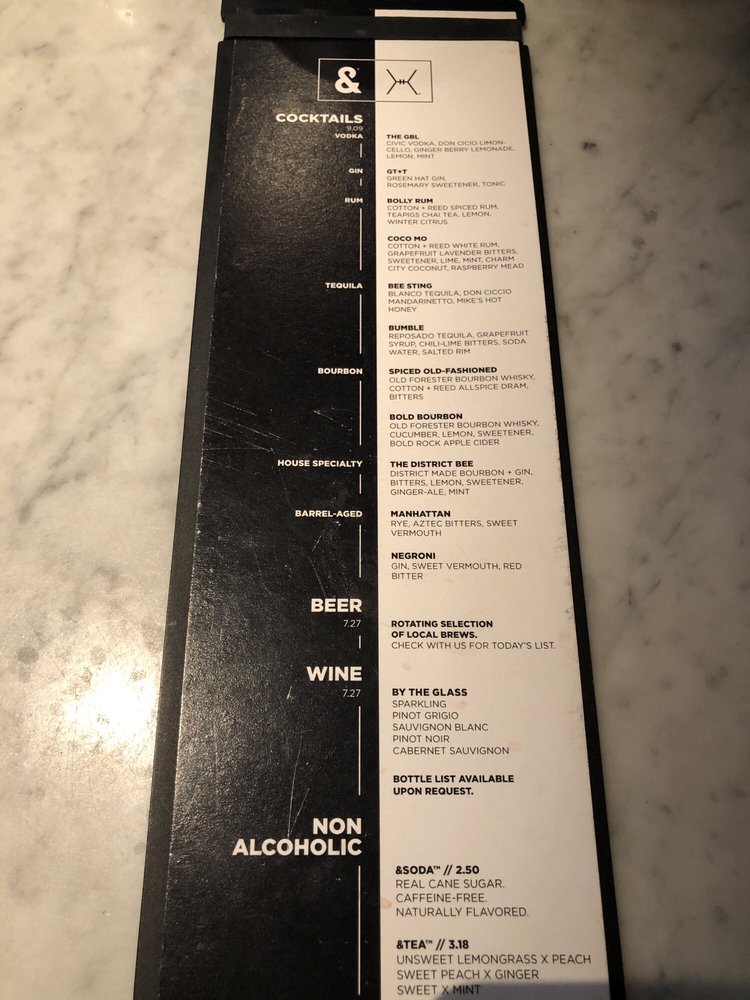 &
COCKTAILS
9.09
VODKA
THE GBL
CIVIC VODKA, DON CICIO LIMON-
CELLO, GINGER BERRY LEMONADE,
LEMON, MINT
GIN
GT+T
GREEN HAT GIN,
ROSEMARY SWEETENER, TONIC
RUM
BOLLY RUM
COTTON + REED SPICED RUM,
TEAPIGS CHAI TEA, LEMON,
WINTER CITRUS
COCO MO
COTTON + REED WHITE RUM,
GRAPEFRUIT LAVENDER BITTERS,
SWEETENER, LIME, MINT, CHARM
CITY COCONUT, RASPBERRY MEAD
TEQUILA
BEE STING
BLANCO TEQUILA, DON CICCIO
MANDARINETTO, MIKE'S HOT
HONEY
BUMBLE
REPOSADO TEQUILA, GRAPEFRUIT
SYRUP, CHILI-LIME BITTERS, SODA
WATER, SALTED RIM
BOURBON
SPICED OLD-FASHIONED
OLD FORESTER BOURBON WHISKY,
COTTON + REED ALLSPICE DRAM,
BITTERS
BOLD BOURBON
OLD FORESTER BOURBON WHISKY,
CUCUMBER, LEMON, SWEETENER,
BOLD ROCK APPLE CIDER
HOUSE SPECIALTY
THE DISTRICT BEE
DISTRICT MADE BOURBON + GIN,
BITTERS, LEMON, SWEETENER,
GINGER-ALE, MINT
BARREL-AGED
MANHATTAN
RYE, AZTEC BITTERS, SWEET
VERMOUTH
NEGRONI
GIN, SWEET VERMOUTH, RED
BITTER
BEER
7.27
ROTATING SELECTION
OF LOCAL BREWS.
CHECK WITH US FOR TODAY'S LIST.
WINE
7.27
BY THE GLASS
SPARKLING
PINOT GRIGIO
SAUVIGNON BLANC
PINOT NOIR
CABERNET SAUVIGNON
BOTTLE LIST AVAILABLE
UPON REQUEST.
NON
ALCOHOLIC
&SODA™ // 2.50
REAL CANE SUGAR.
CAFFEINE-FREE.
NATURALLY FLAVORED.
&TEA™ // 3.18
UNSWEET LEMONGRASS X PEACH
SWEET PEACH X GINGER
SWEET X MINT